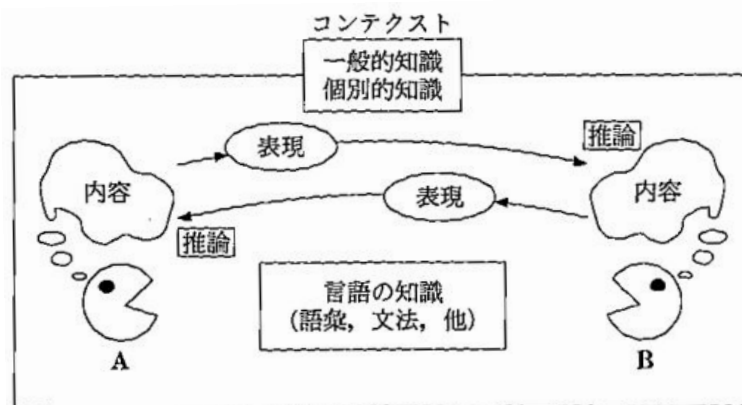 コンテクスト
一般的知識
個別的知識
表現
推論
内容
表現
内容
推論
言語の知識
(語彙, 文法, 他)
A
B